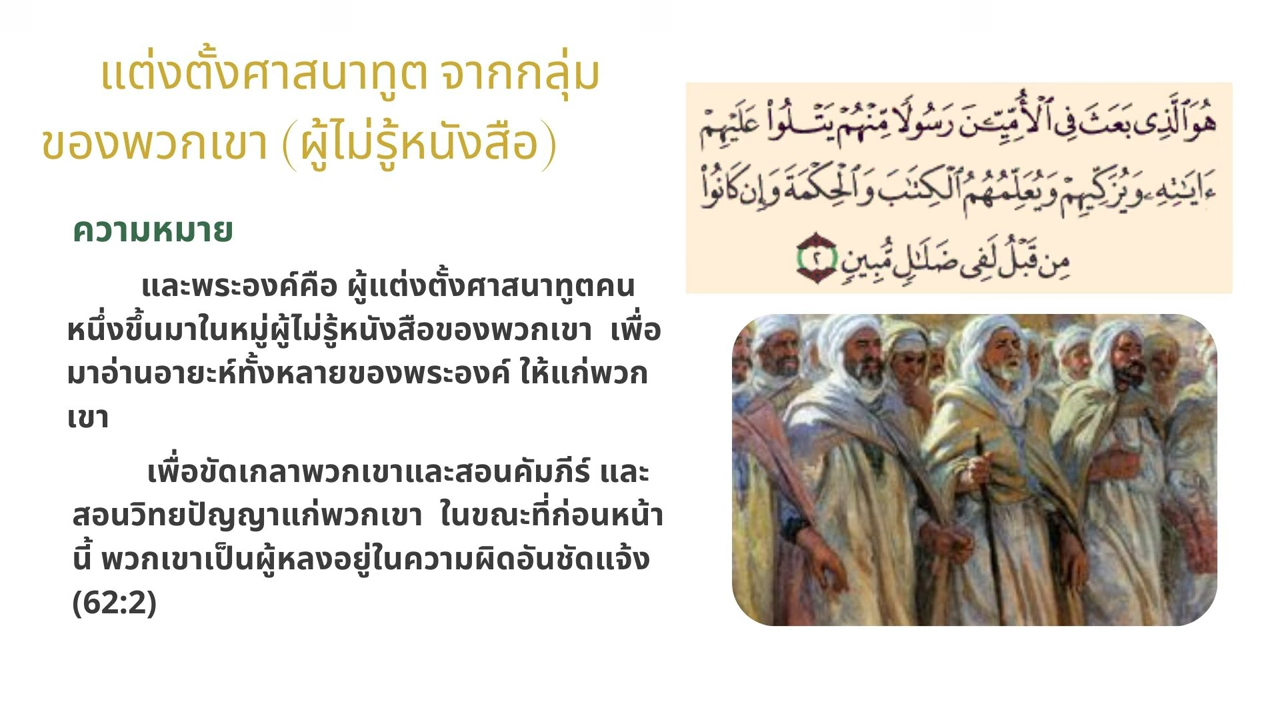 แต่งตั้งศาสนาทูต จากกลุ่ม
ของพวกเขา (ผู้ไม่รู้หนังสือ)
ความหมาย
และพระองค์คือ ผู้แต่งตั้งศาสนาทูตคน
หนึ่งขึ้นมาในหมู่ผู้ไม่รู้หนังสือของพวกเขา เพื่อ
มาอ่านอายะห์ทั้งหลายของพระองค์ ให้แก่พวก
เขา
เพื่อขัดเกลาพวกเขาและสอนคัมภีร์ และ
สอนวิทยปัญญาแก่พวกเขา ในขณะที่ก่อนหน้า
นี้ พวกเขาเป็นผู้หลงอยู่ในความผิดอันชัดแจ้ง
(62:2)
هُوَ ٱلَّذِى بَعَثَ فِى ٱلْأُمِّيِّـۧنَ رَسُولًا مِّنْهُمْ يَتْلُوا۟ عَلَيْهِمْ
ءَايَـٰتِهِۦ وَيُزَكِّيهِمْ وَيُعَلِّمُهُمُ ٱلْكِتَـٰبَ وَٱلْحِكْمَةَ وَإِن كَانُوا۟
مِن قَبْلُ لَفِى ضَلَـٰلٍ مُّبِينٍ ٢